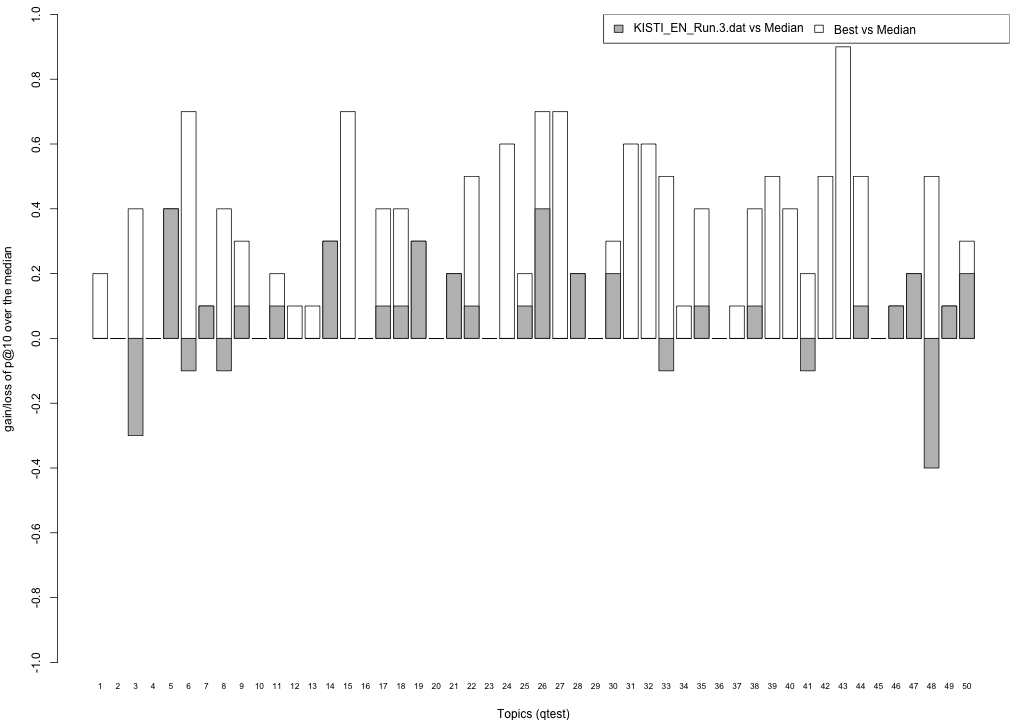 KISTI_EN_Run.3.dat vs Median Best vs Median
gain/loss of p@10 over the median
1.0
0.8
0.6
0.4
0.2
0.0
-0.2
-0.4
-0.6
-0.8
-1.0
1 2 3 4 5 6 7 8 9 10 11 12 13 14 15 16 17 18 19 20 21 22 23 24 25 26 27 28 29 30 31 32 33 34 35 36 37 38 39 40 41 42 43 44 45 46 47 48 49 50
Topics (qtest)